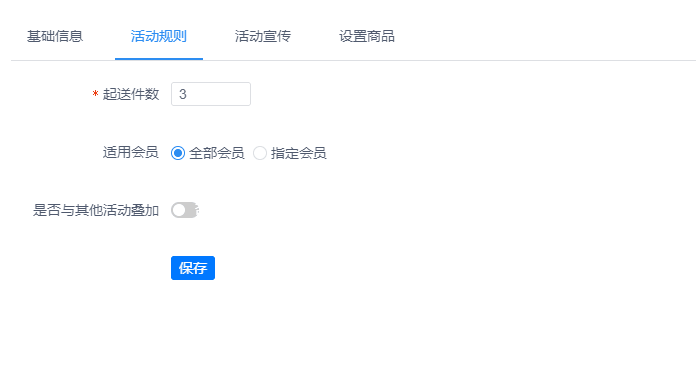 基础信息 活动规则 活动宣传 设置商品
* 起送件数 3
适用会员 全部会员 指定会员
是否与其他活动叠加
保存